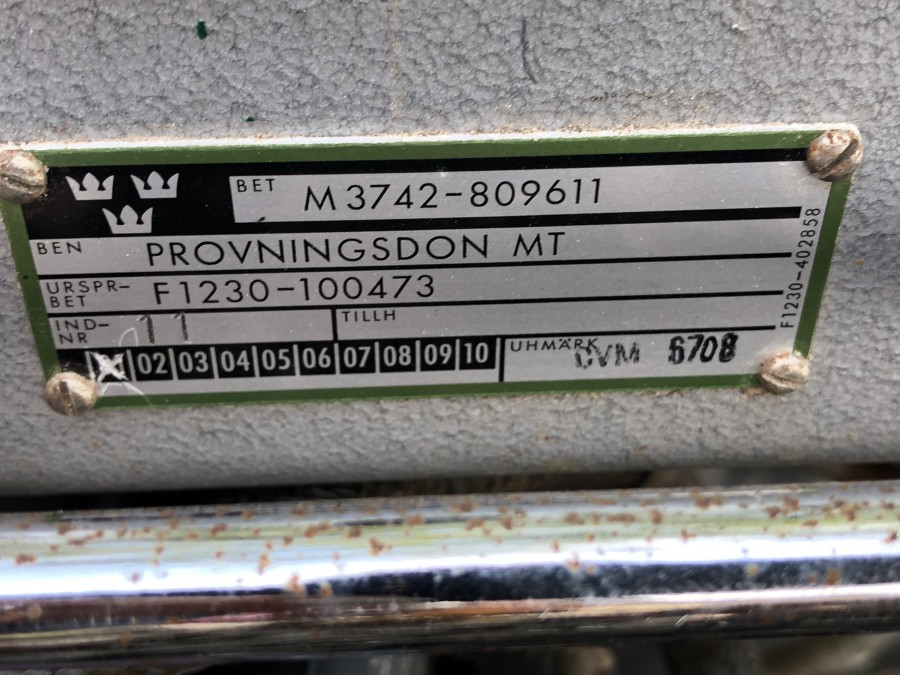 BET M3742-809611
BEN PROVNINGSDON MT
URSPR-BET F1230-100473
IND-NR 11 TILLH
02 03 04 05 06 07 08 09 10 UHMÄRK CVM 6708
F1230-402858